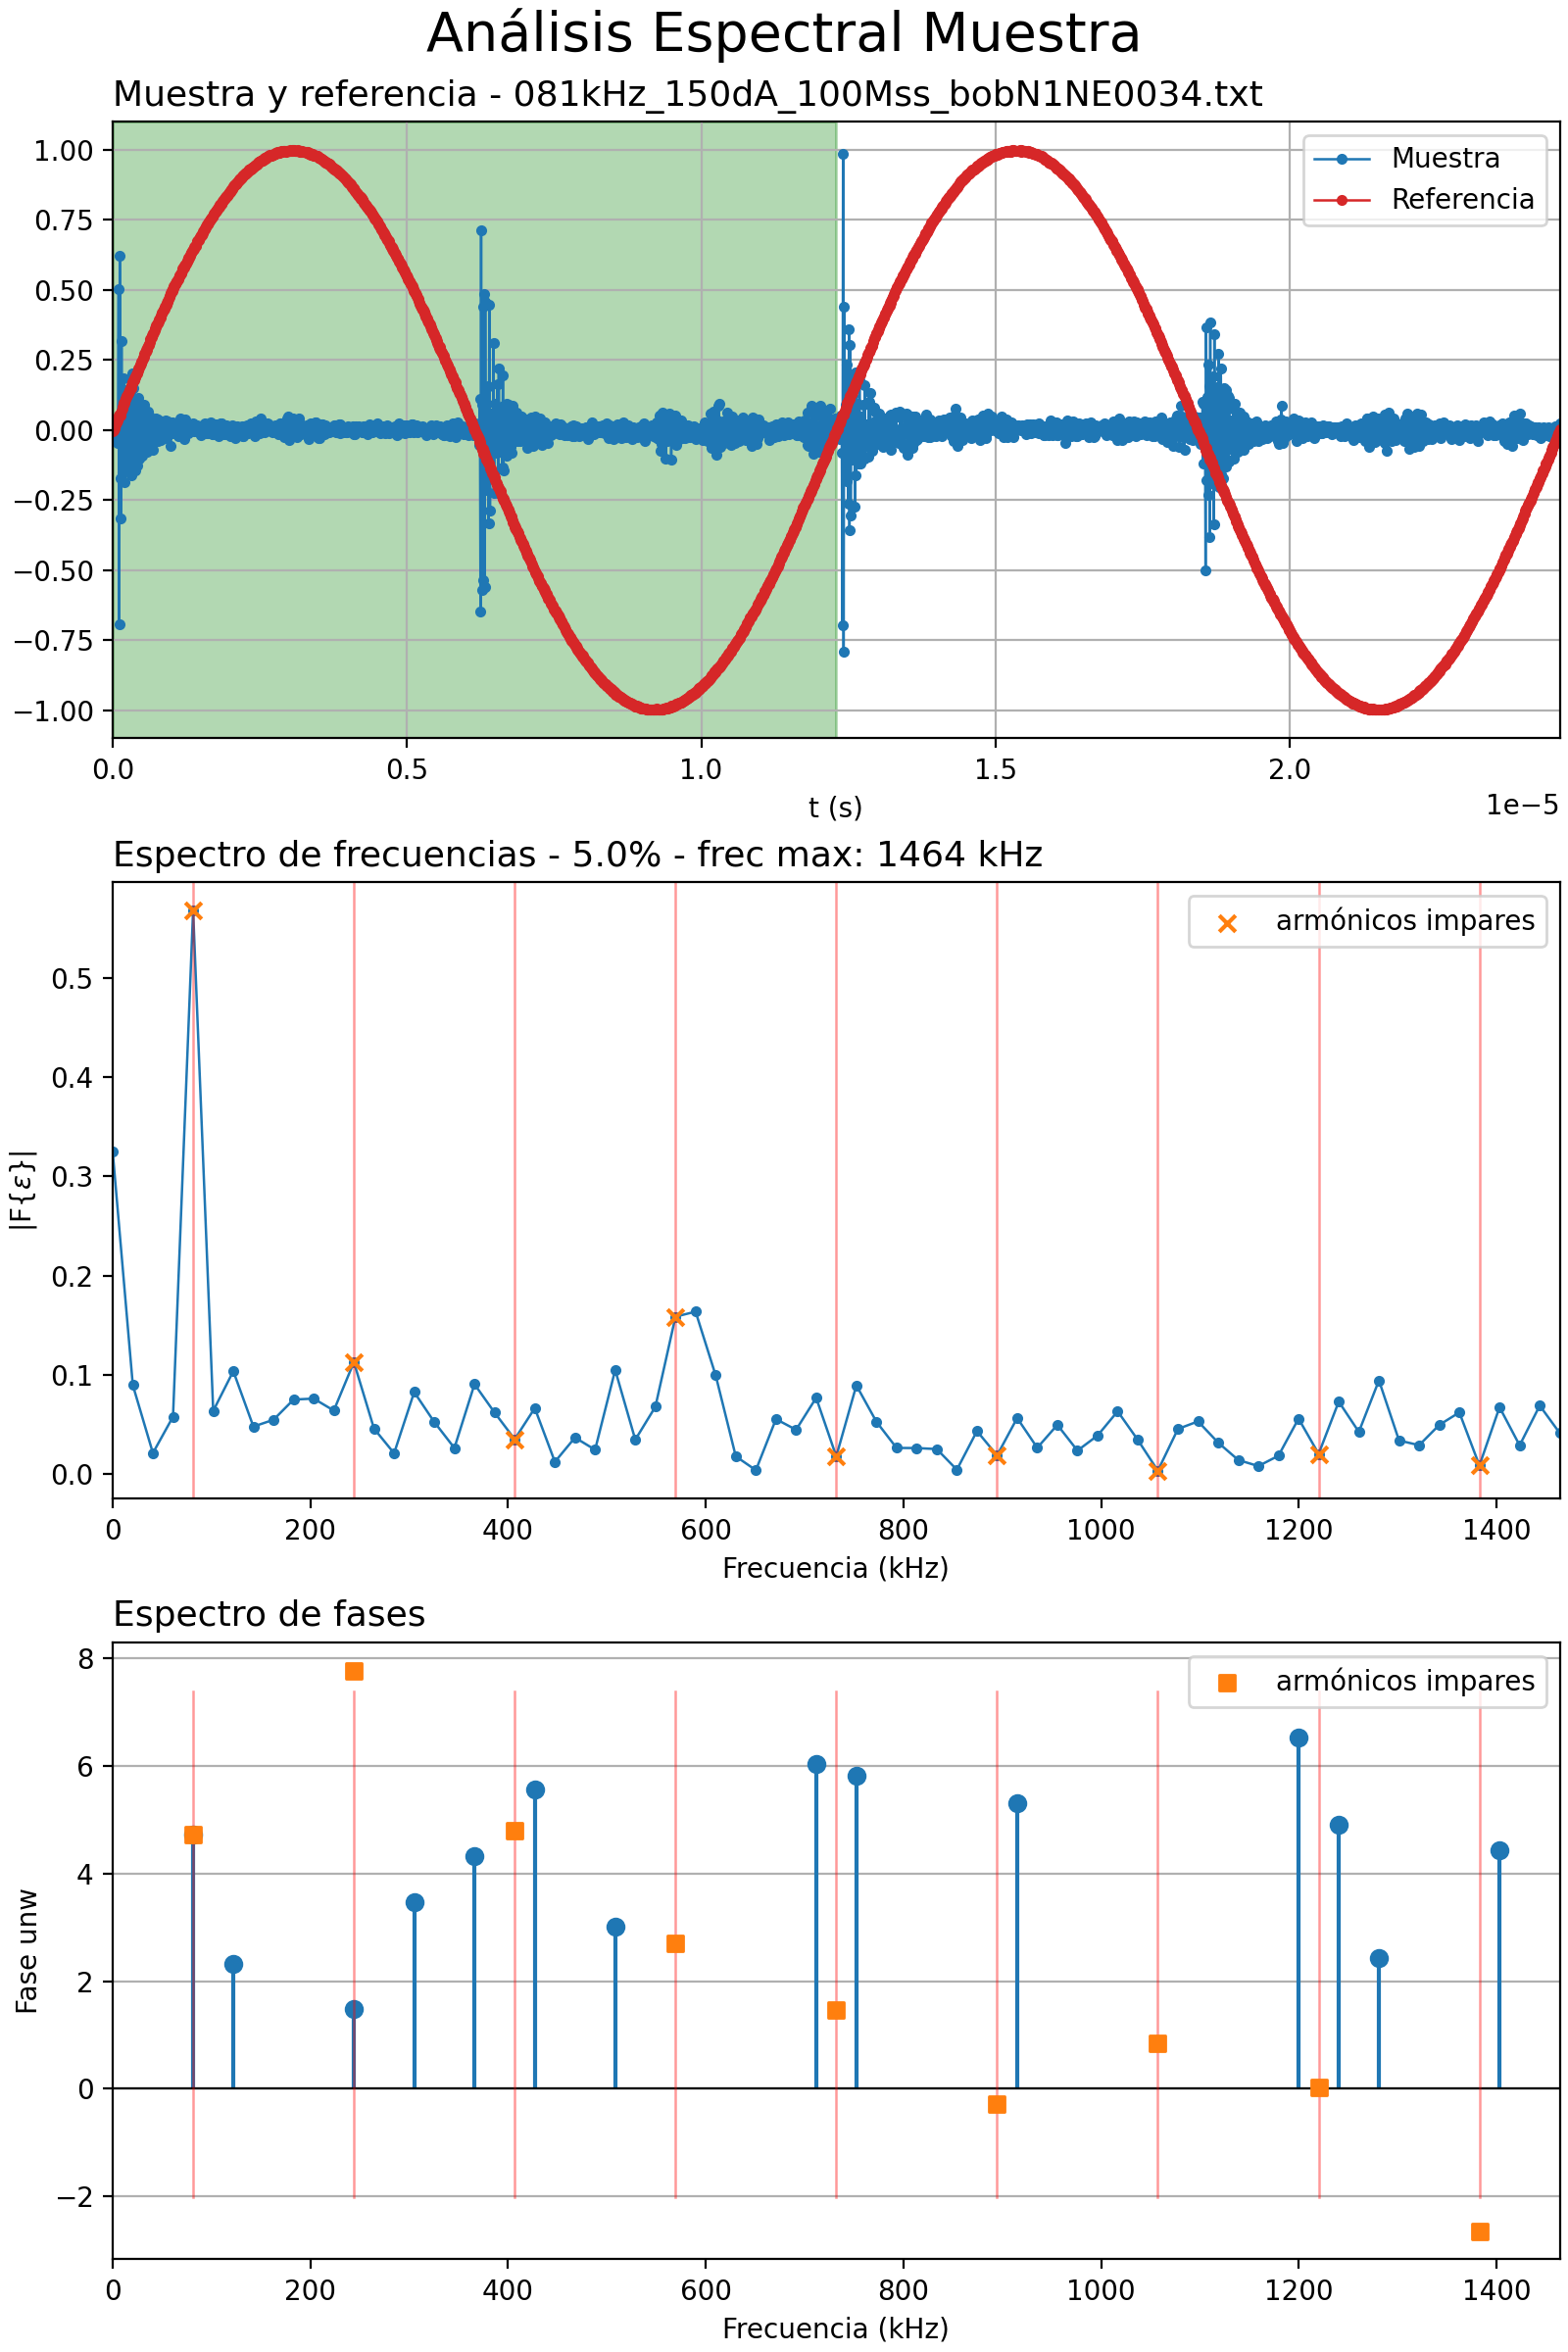 Análisis Espectral Muestra
Muestra y referencia - 081kHz_150dA_100Mss_bobN1NE0034.txt
1.00
0.75
0.50
0.25
0.00
−0.25
−0.50
−0.75
−1.00
Muestra
Referencia
0.0 0.5 1.0 1.5 2.0
t (s)
1e−5
Espectro de frecuencias - 5.0% - frec max: 1464 kHz
|F{ε}|
0.5
0.4
0.3
0.2
0.1
0.0
armónicos impares
0 200 400 600 800 1000 1200 1400
Frecuencia (kHz)
Espectro de fases
Fase unw
8
6
4
2
0
−2
armónicos impares
0 200 400 600 800 1000 1200 1400
Frecuencia (kHz)